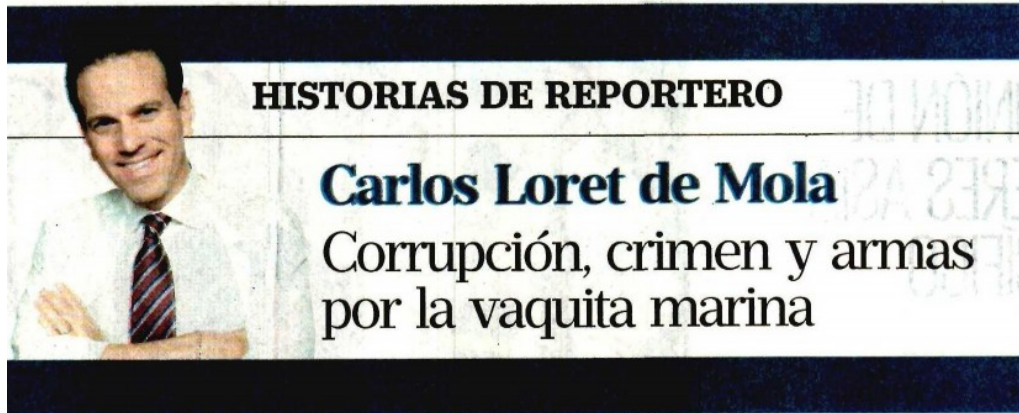 HISTORIAS DE REPORTERO
Carlos Loret de Mola
Corrupción, crimen y armas
por la vaquita marina